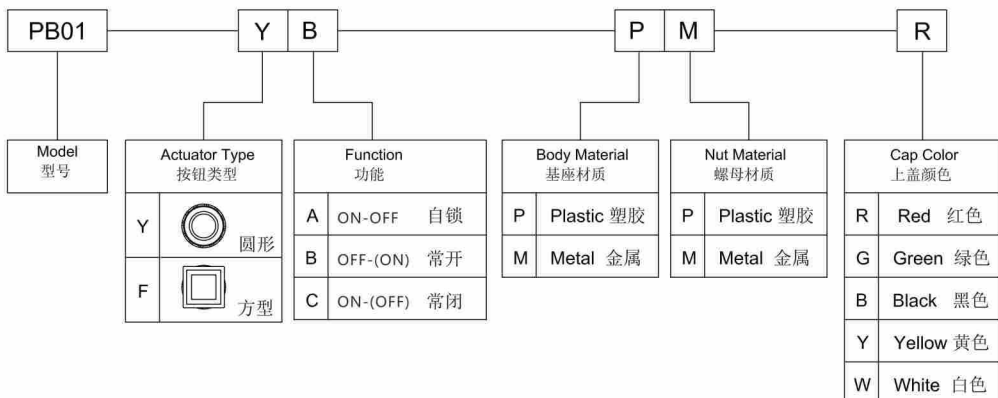 PB01 Y B P M R
Model
型号
Actuator Type
按钮类型
Y 圆形
F 方型
Function
功能
A ON-OFF 自锁
B OFF-(ON) 常开
C ON-(OFF) 常闭
Body Material
基座材质
P Plastic 塑胶
M Metal 金属
Nut Material
螺母材质
P Plastic 塑胶
M Metal 金属
Cap Color
上盖颜色
R Red 红色
G Green 绿色
B Black 黑色
Y Yellow 黄色
W White 白色